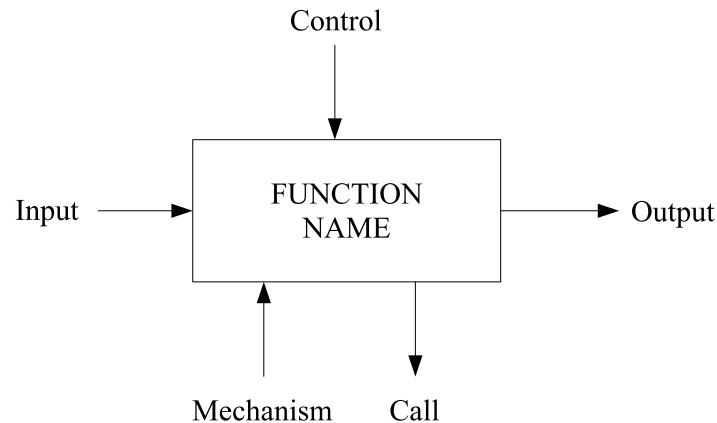 Control
Input
FUNCTION
NAME
Output
Mechanism
Call